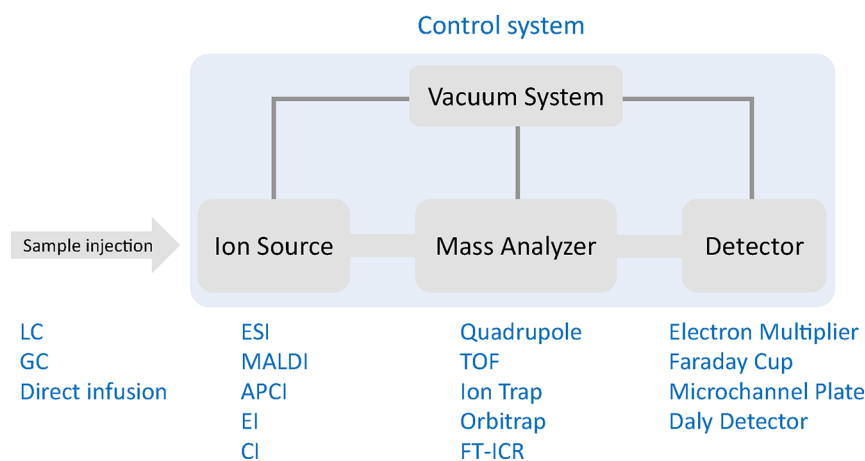 Control system
Vacuum System
Sample injection
Ion Source
Mass Analyzer
Detector
LC
GC
Direct infusion
ESI
MALDI
APCI
EI
CI
Quadrupole
TOF
Ion Trap
Orbitrap
FT-ICR
Electron Multiplier
Faraday Cup
Microchannel Plate
Daly Detector